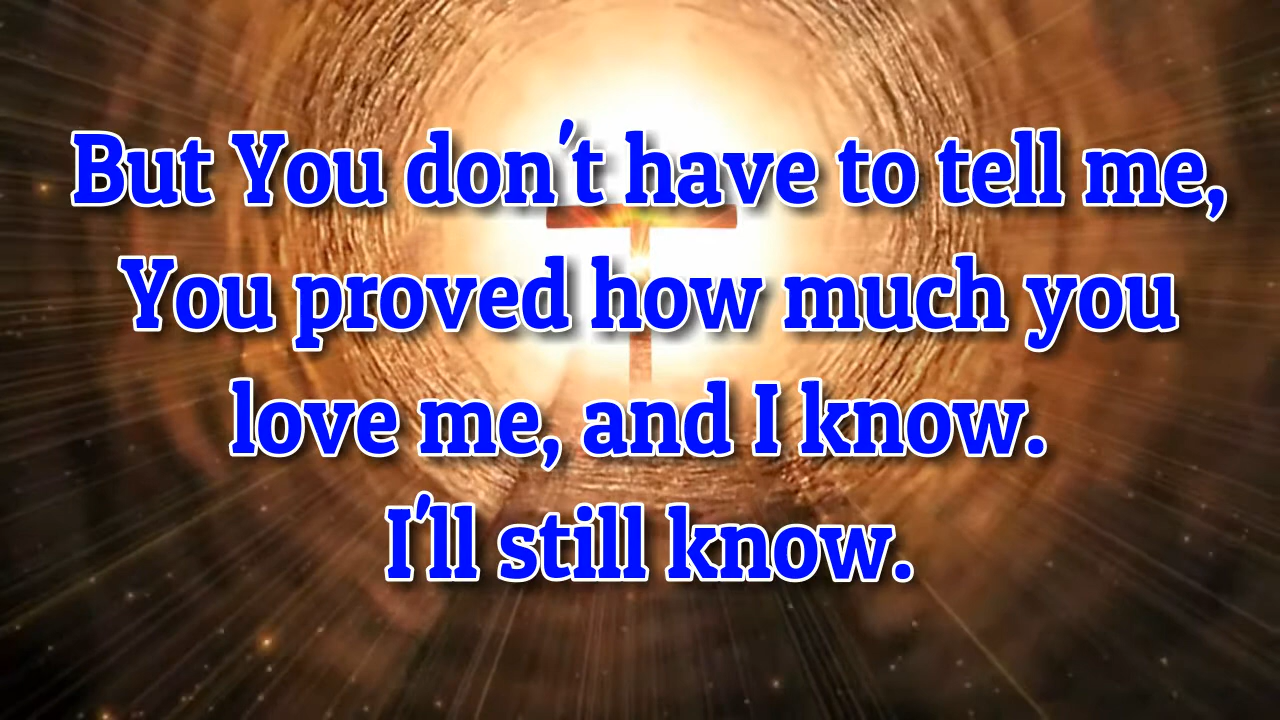 But You don't have to tell me,
You proved how much you
love me, and I know.
I'll still know.